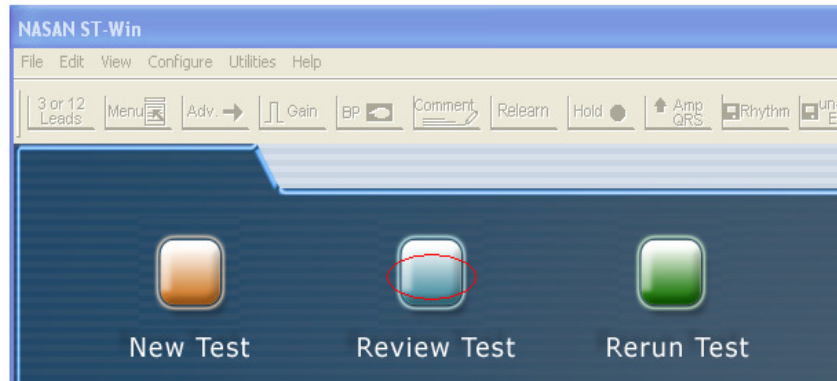 NASAN ST-Win
File Edit View Configure Utilities Help
3 or 12 Leads Menu Adv. Gain BP Comment Relearn Hold Amp QRS Rhythm
New Test Review Test Rerun Test